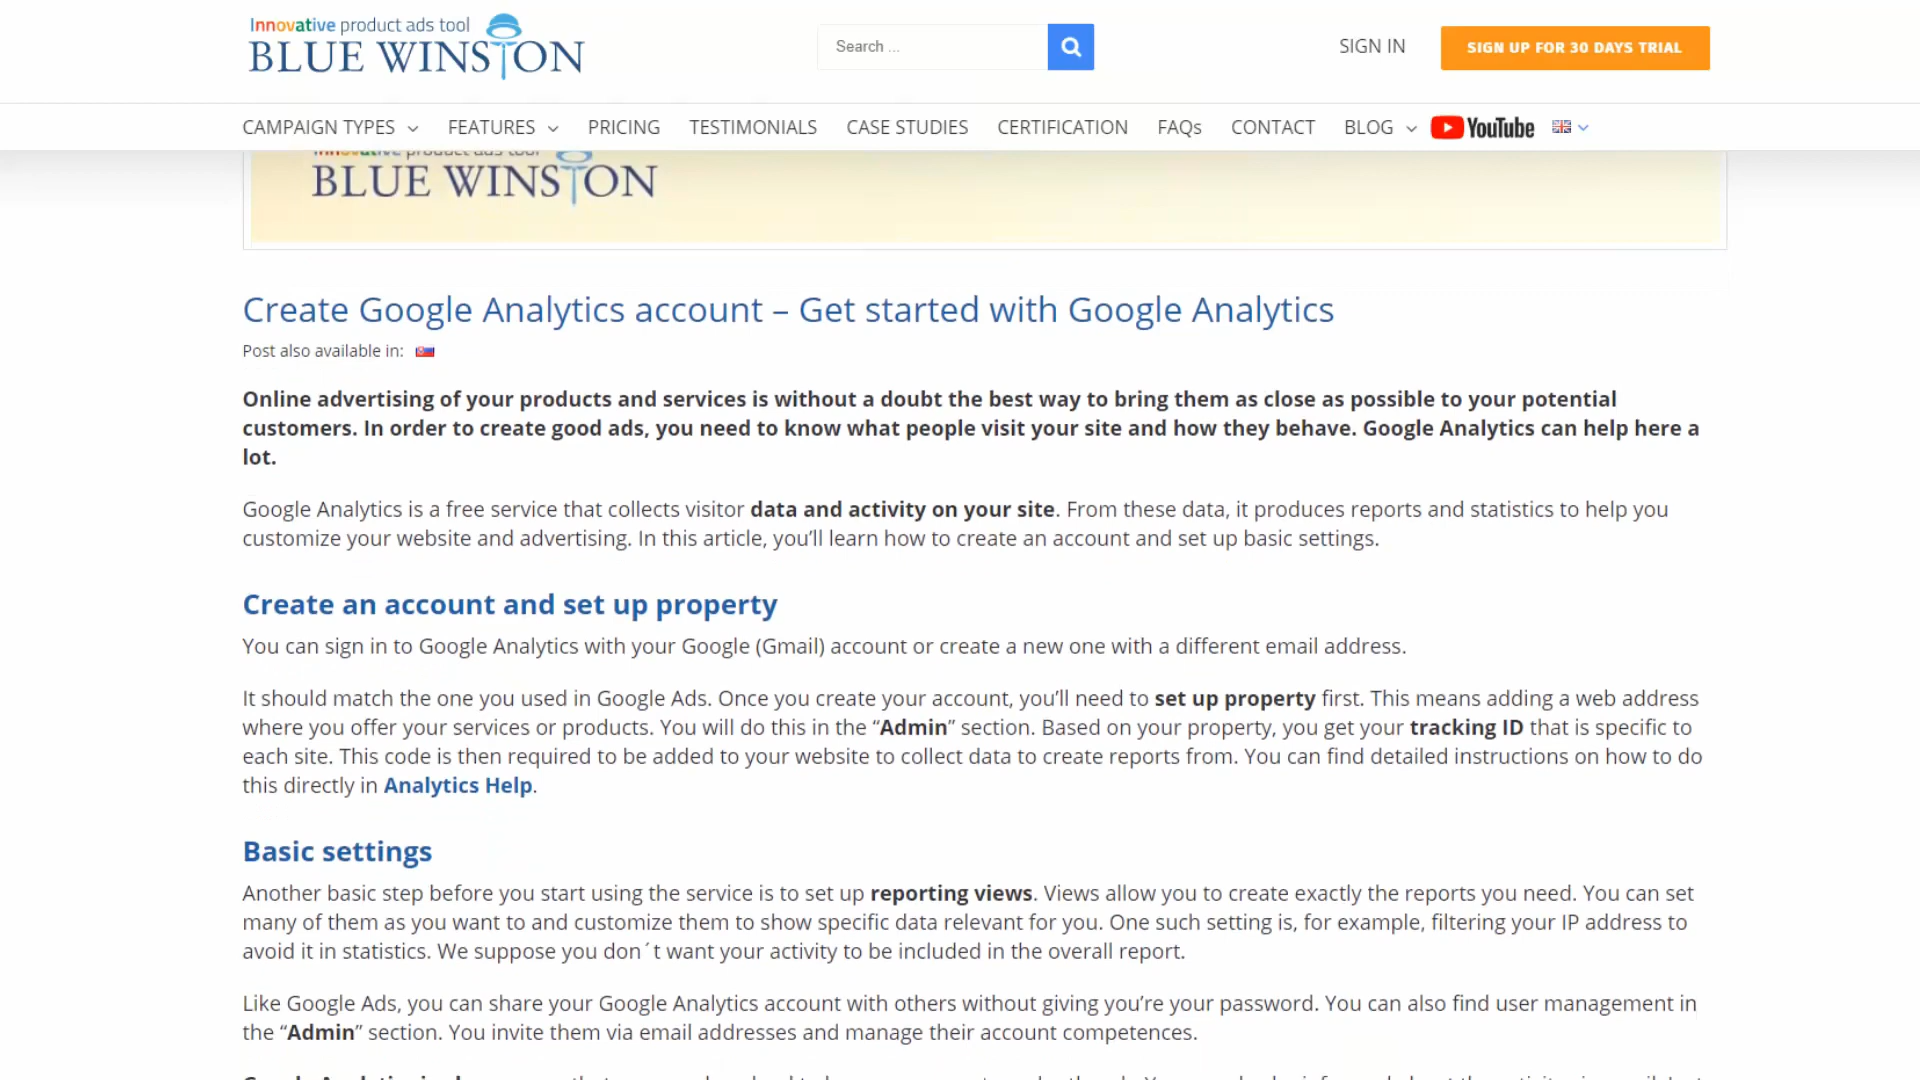 Innovative product ads tool
BLUE WINSTON
Search ...
SIGN IN
SIGN UP FOR 30 DAYS TRIAL
CAMPAIGN TYPES
FEATURES
PRICING
TESTIMONIALS
CASE STUDIES
CERTIFICATION
FAQs
CONTACT
BLOG
YouTube
BLUE WINSTON
Create Google Analytics account – Get started with Google Analytics
Post also available in:
Online advertising of your products and services is without a doubt the best way to bring them as close as possible to your potential
customers. In order to create good ads, you need to know what people visit your site and how they behave. Google Analytics can help here a
lot.
Google Analytics is a free service that collects visitor data and activity on your site. From these data, it produces reports and statistics to help you
customize your website and advertising. In this article, you’ll learn how to create an account and set up basic settings.
Create an account and set up property
You can sign in to Google Analytics with your Google (Gmail) account or create a new one with a different email address.
It should match the one you used in Google Ads. Once you create your account, you’ll need to set up property first. This means adding a web address
where you offer your services or products. You will do this in the “Admin” section. Based on your property, you get your tracking ID that is specific to
each site. This code is then required to be added to your website to collect data to create reports from. You can find detailed instructions on how to do
this directly in Analytics Help.
Basic settings
Another basic step before you start using the service is to set up reporting views. Views allow you to create exactly the reports you need. You can set
many of them as you want to and customize them to show specific data relevant for you. One such setting is, for example, filtering your IP address to
avoid it in statistics. We suppose you don´t want your activity to be included in the overall report.
Like Google Ads, you can share your Google Analytics account with others without giving you’re your password. You can also find user management in
the “Admin” section. You invite them via email addresses and manage their account competences.